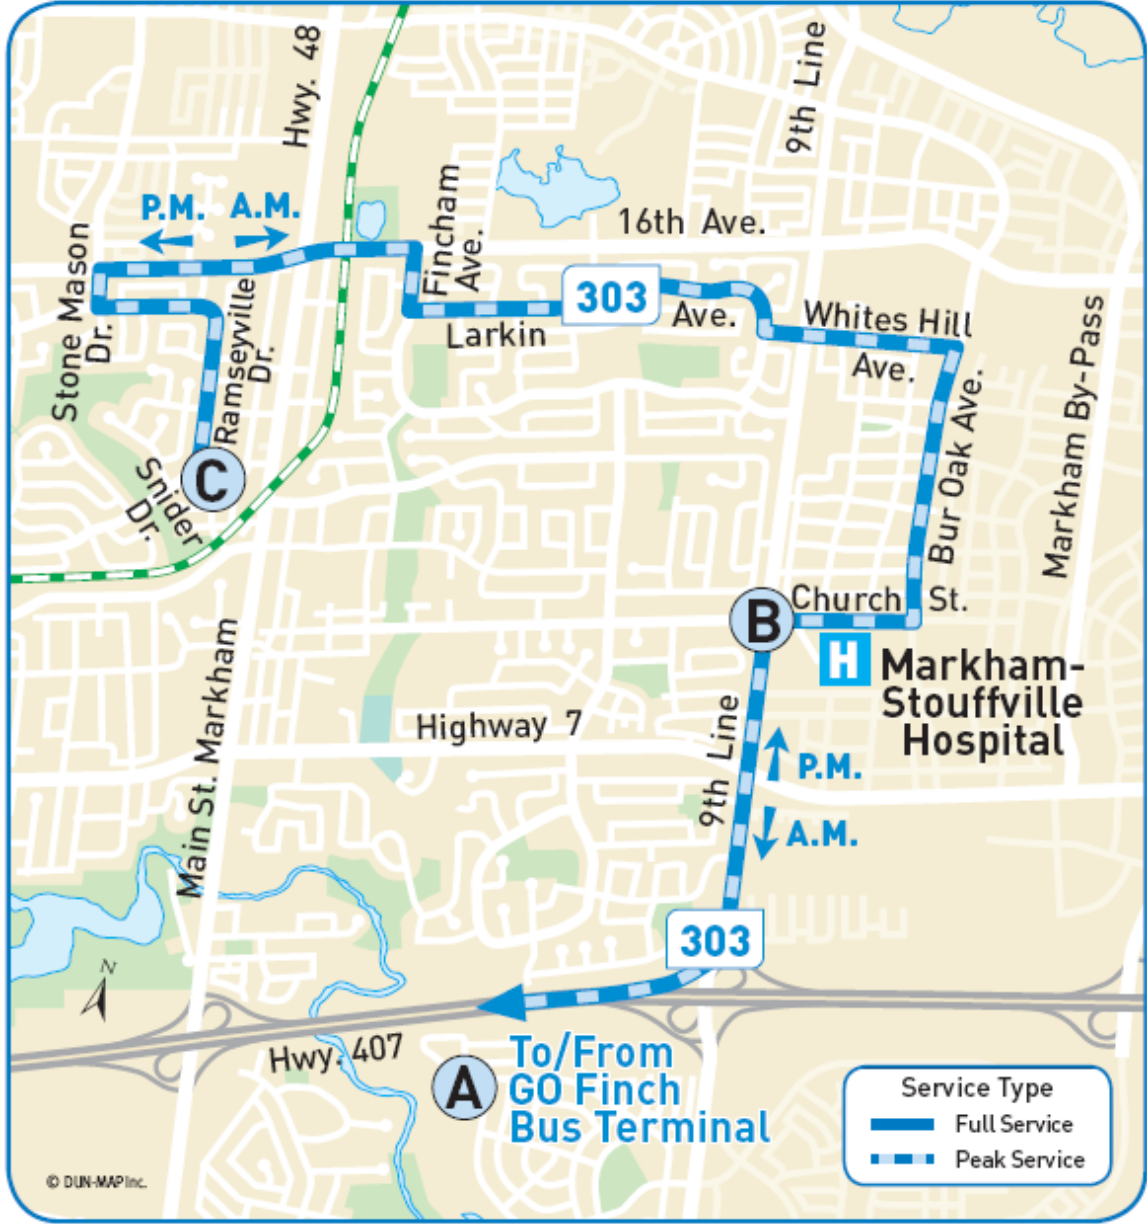 Hwy. 48
9th Line
P.M.
A.M.
Fincham
Ave.
16th Ave.
Stone Mason
Dr.
Ramseyville
Dr.
303
Larkin
Ave.
Whites Hill
Ave.
Markham By-Pass
Bur Oak Ave.
C
Snider
Dr.
B
Church St.
H
Markham-
Stouffville
Hospital
Main St. Markham
Highway 7
9th Line
P.M.
A.M.
303
N
Hwy. 407
A
To/From
GO Finch
Bus Terminal
Service Type
Full Service
Peak Service
© DUN-MAP Inc.